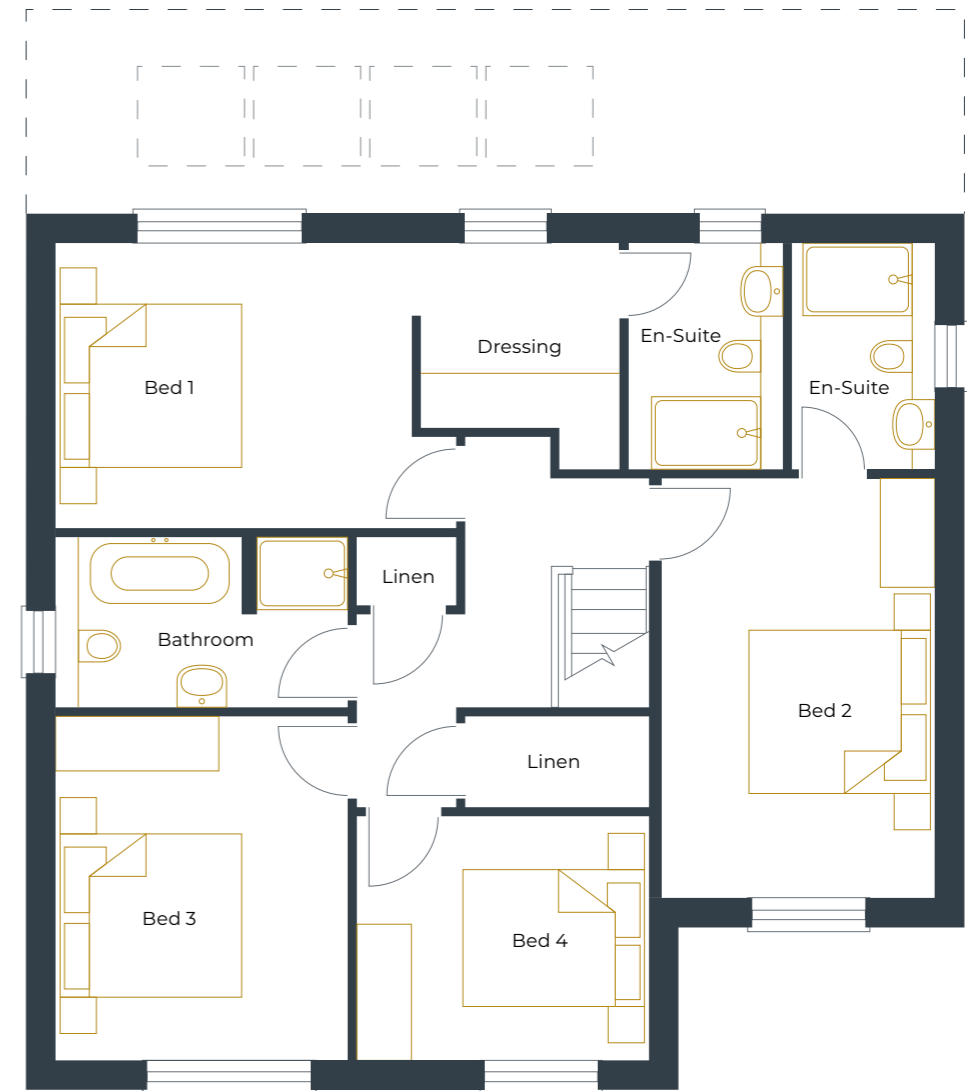 Dressing
En-Suite
Bed 1
En-Suite
Linen
Bathroom
Bed 2
Linen
Bed 3
Bed 4